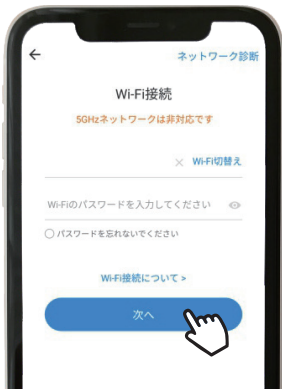 ネットワーク診断
Wi-Fi接続
5GHzネットワークは非対応です
Wi-Fi切替え
Wi-Fiのパスワードを入力してください
パスワードを忘れないでください
Wi-Fi接続について >
次へ